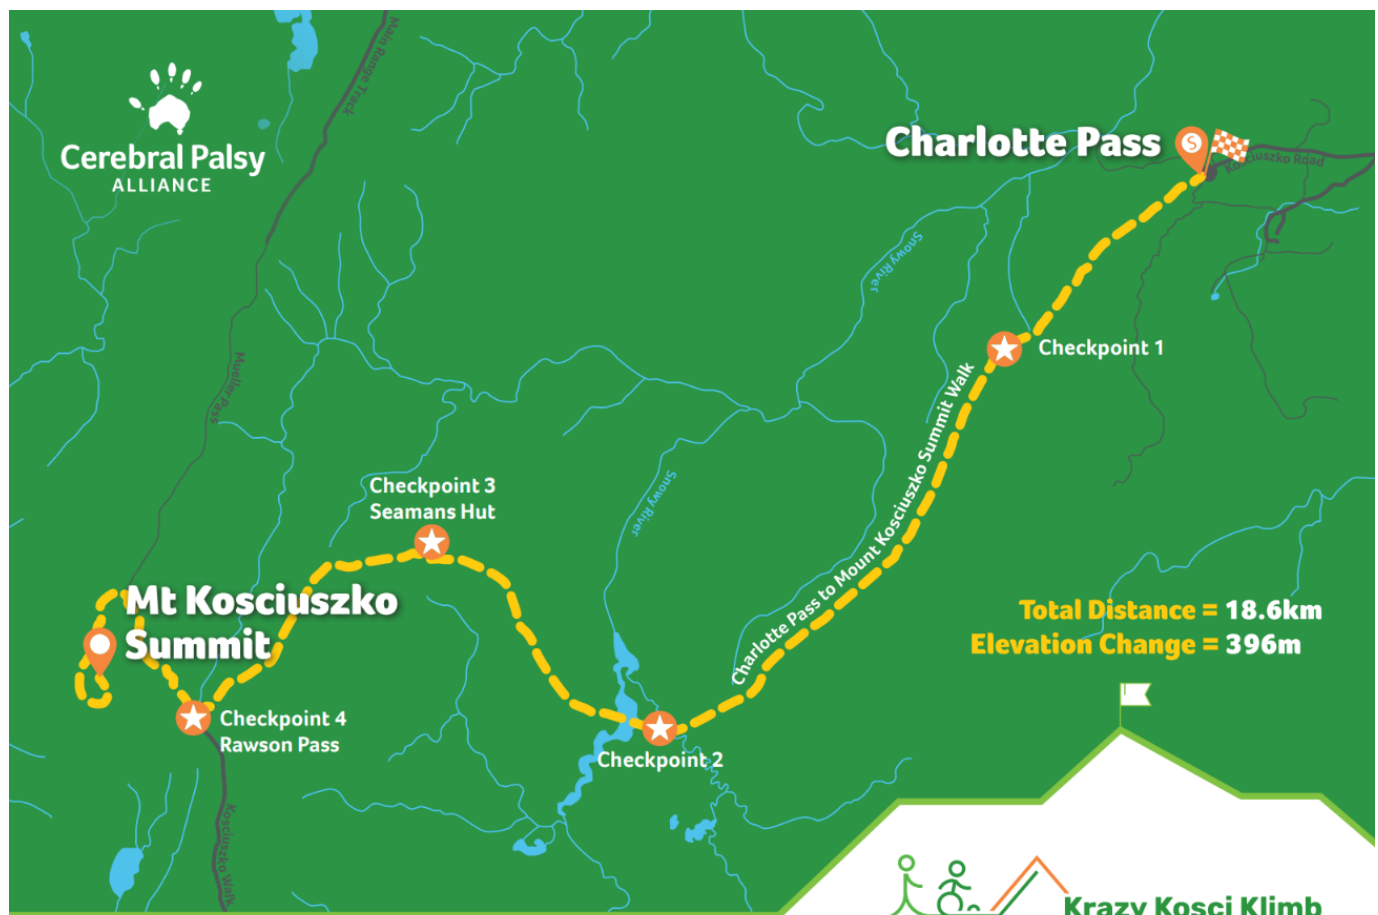 Main Range Track
Cerebral Palsy
ALLIANCE
Charlotte Pass
S
Kosciuszko Road
Snowy River
Checkpoint 1
Mueller Pass
Charlotte Pass to Mount Kosciuszko Summit Walk
Checkpoint 3
Seamans Hut
Snowy River
Mt Kosciuszko
Summit
Total Distance = 18.6km
Elevation Change = 396m
Checkpoint 4
Rawson Pass
Checkpoint 2
Kosciuszko Walk
Krazy Kosci Klimb